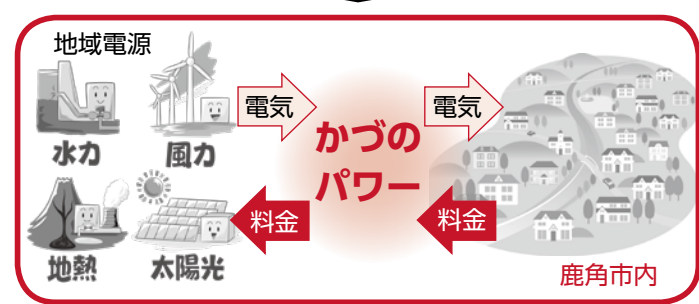 地域電源
水力
風力
地熱
太陽光
電気
料金
かづの
パワー
電気
料金
鹿角市内